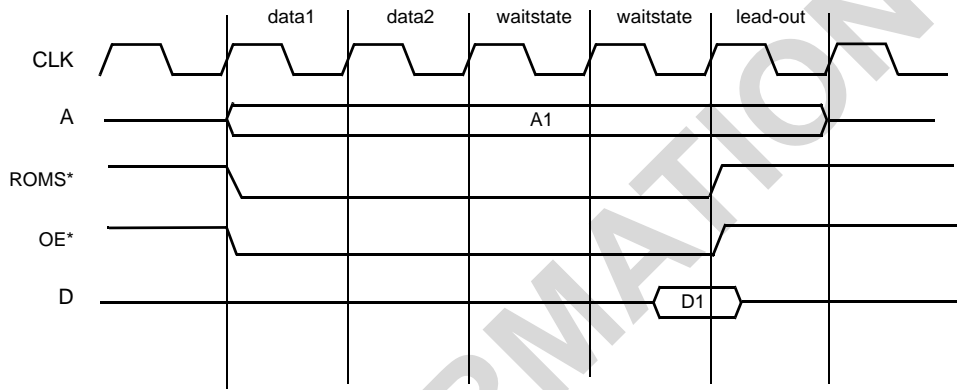 data1 data2 waitstate waitstate lead-out
CLK
A A1
ROMS*
OE*
D D1